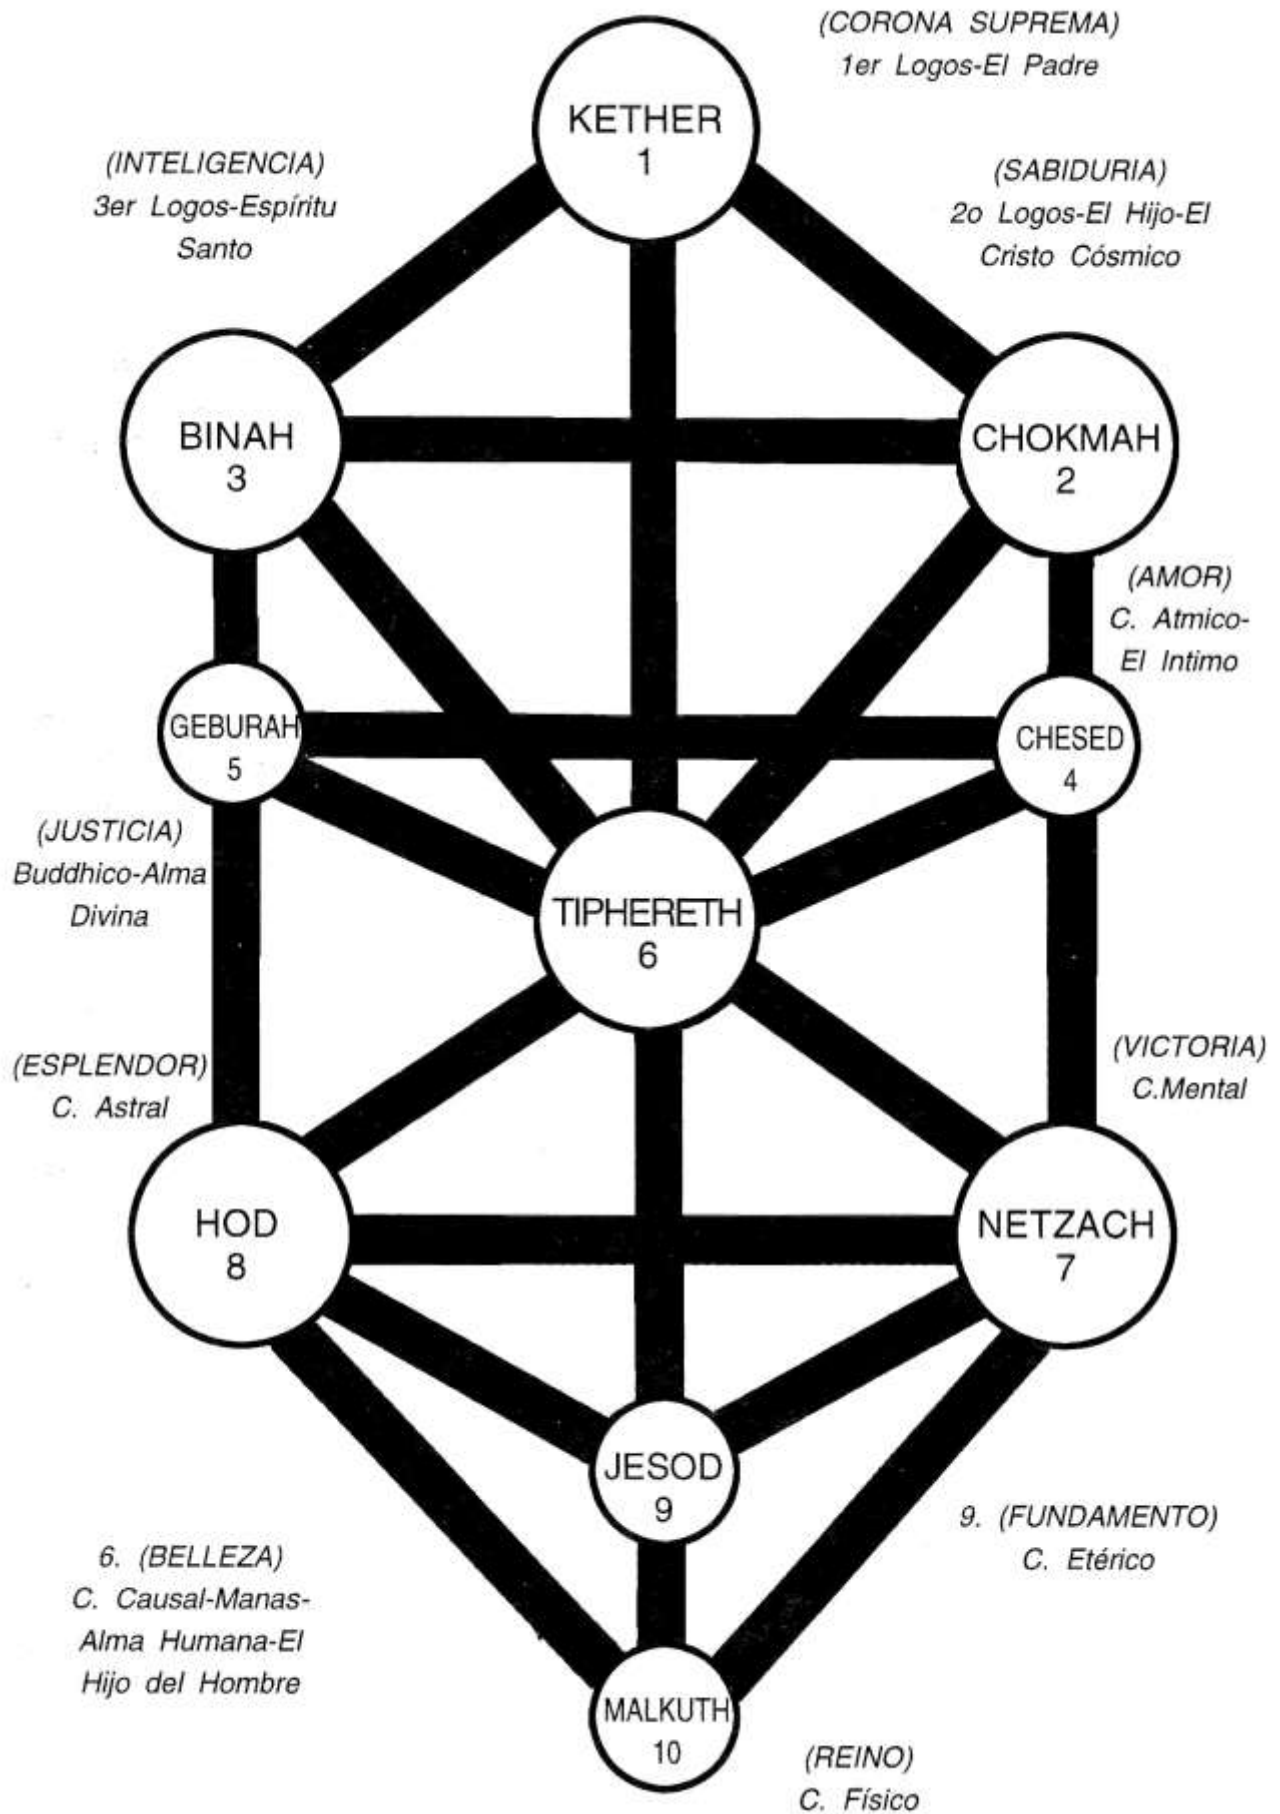 (CORONA SUPREMA)
1er Logos-El Padre
KETHER
1
(INTELIGENCIA)
3er Logos-Espíritu
Santo
(SABIDURIA)
2o Logos-El Hijo-El
Cristo Cósmico
BINAH
3
CHOKMAH
2
(AMOR)
C. Atmico-
El Intimo
GEBURAH
5
CHESED
4
(JUSTICIA)
Buddhico-Alma
Divina
TIPHERETH
6
(ESPLENDOR)
C. Astral
(VICTORIA)
C.Mental
HOD
8
NETZACH
7
JESOD
9
6. (BELLEZA)
C. Causal-Manas-
Alma Humana-El
Hijo del Hombre
9. (FUNDAMENTO)
C. Etérico
MALKUTH
10
(REINO)
C. Físico